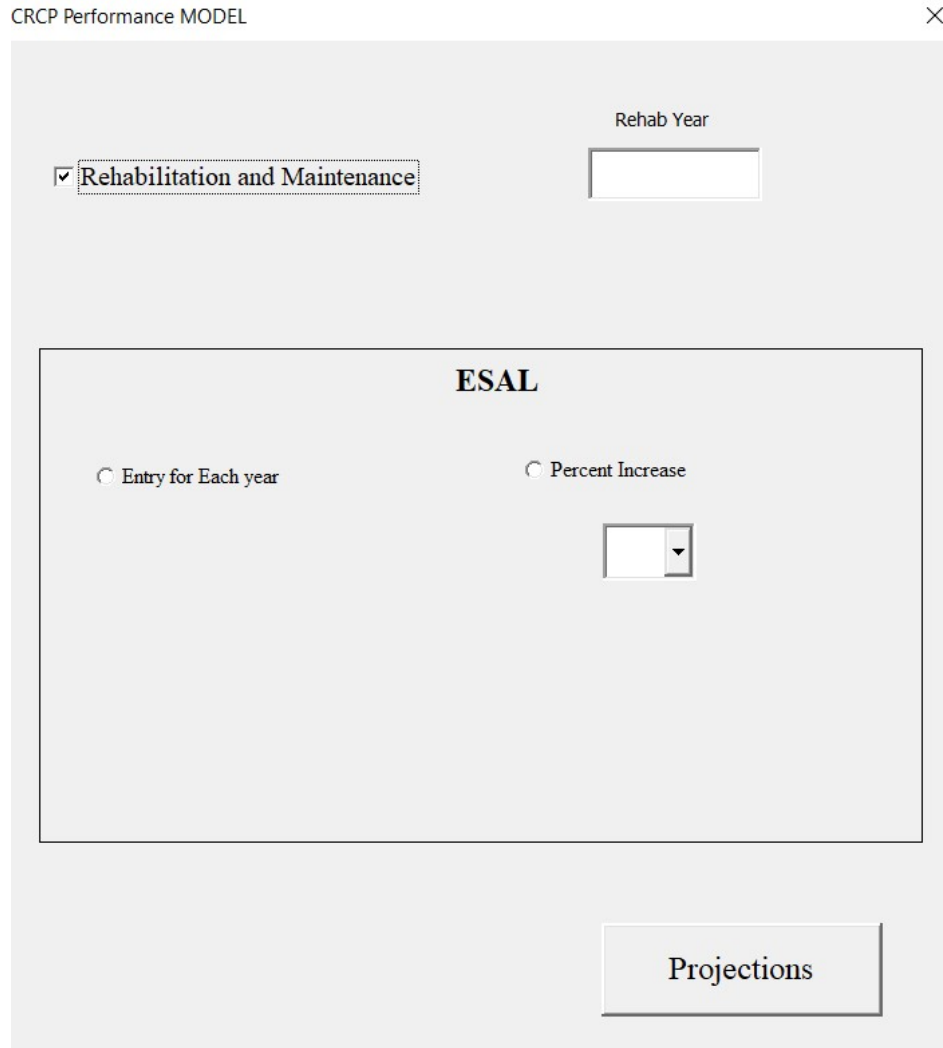 CRCP Performance MODEL
Rehab Year
Rehabilitation and Maintenance
ESAL
Entry for Each year
Percent Increase
Projections